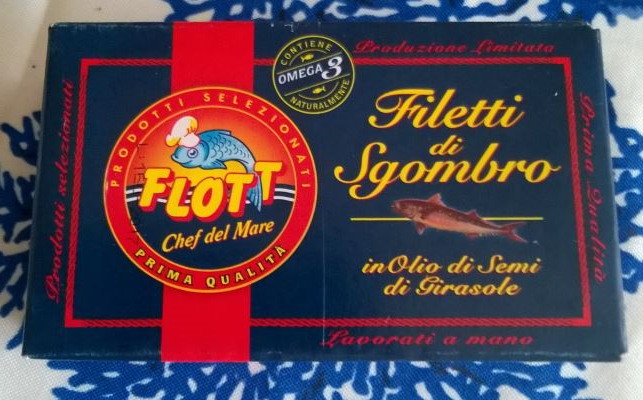 Produzione Limitata
CONTIENE
OMEGA 3
NATURALMENTE
Prodotti selezionati
PRODOTTI SELEZIONATI
FLOTT
Chef del Mare
PRIMA QUALITÀ
Filetti
di
Sgombro
in Olio di Semi
di Girasole
Prima Qualità
Lavorati a mano